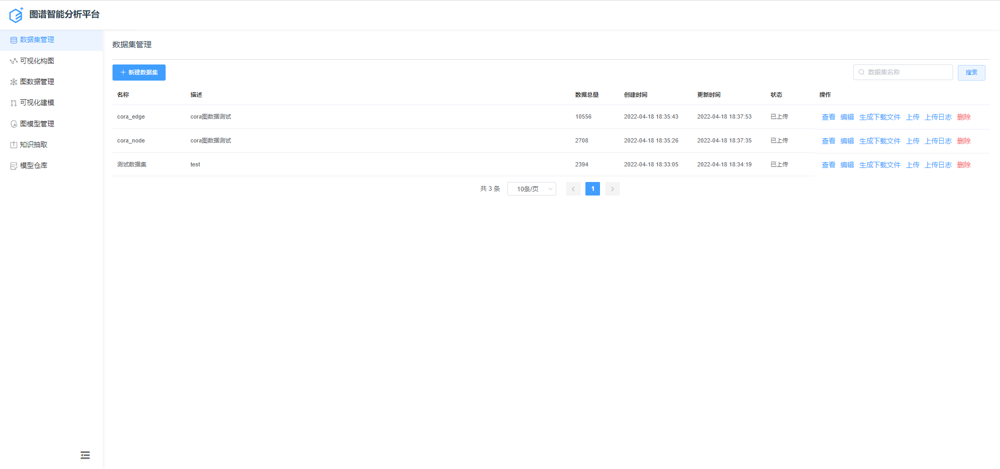 图谱智能分析平台
数据集管理
可视化构图
图数据管理
可视化建模
图模型管理
知识抽取
模型仓库
数据集管理
新建数据集
数据集名称 搜索
名称 描述 数据总量 创建时间 更新时间 状态 操作
cora_edge cora图数据测试 10556 2022-04-18 18:35:43 2022-04-18 18:37:53 已上传 查看 编辑 生成下载文件 上传 上传日志 删除
cora_node cora图数据测试 2708 2022-04-18 18:35:26 2022-04-18 18:37:35 已上传 查看 编辑 生成下载文件 上传 上传日志 删除
测试数据集 test 2394 2022-04-18 18:33:05 2022-04-18 18:34:19 已上传 查看 编辑 生成下载文件 上传 上传日志 删除
共 3 条 10条/页 1